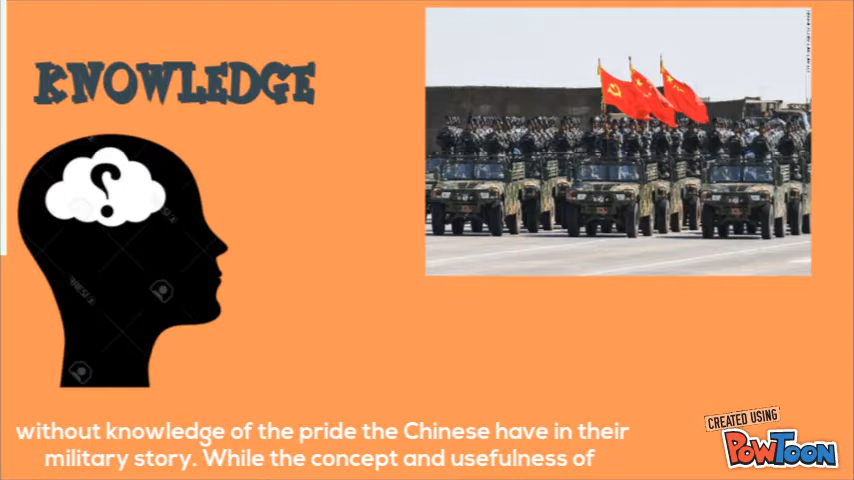 KNOWLEDGE
?
without knowledge of the pride the Chinese have in their
military story. While the concept and usefulness of
CREATED USING
POWTOON